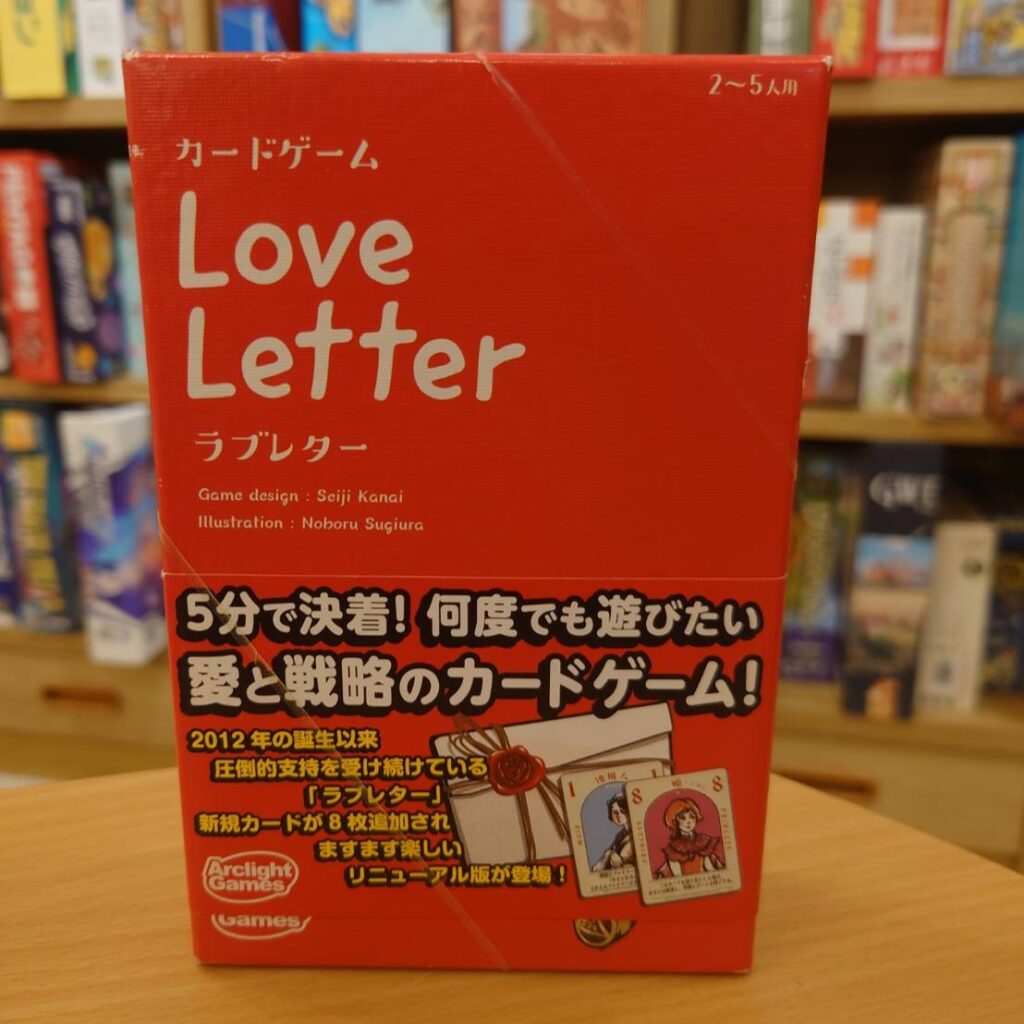 2〜5人用
カードゲーム
Love
Letter
ラブレター
Game design : Seiji Kanai
Illustration : Noboru Sugiura
5分で決着! 何度でも遊びたい
愛と戦略のカードゲーム!
2012年の誕生以来
圧倒的支持を受け続けている
「ラブレター」
新規カードが8枚追加され
ますます楽しい
リニューアル版が登場!
1
8
姫
8
Arclight
Games
Games